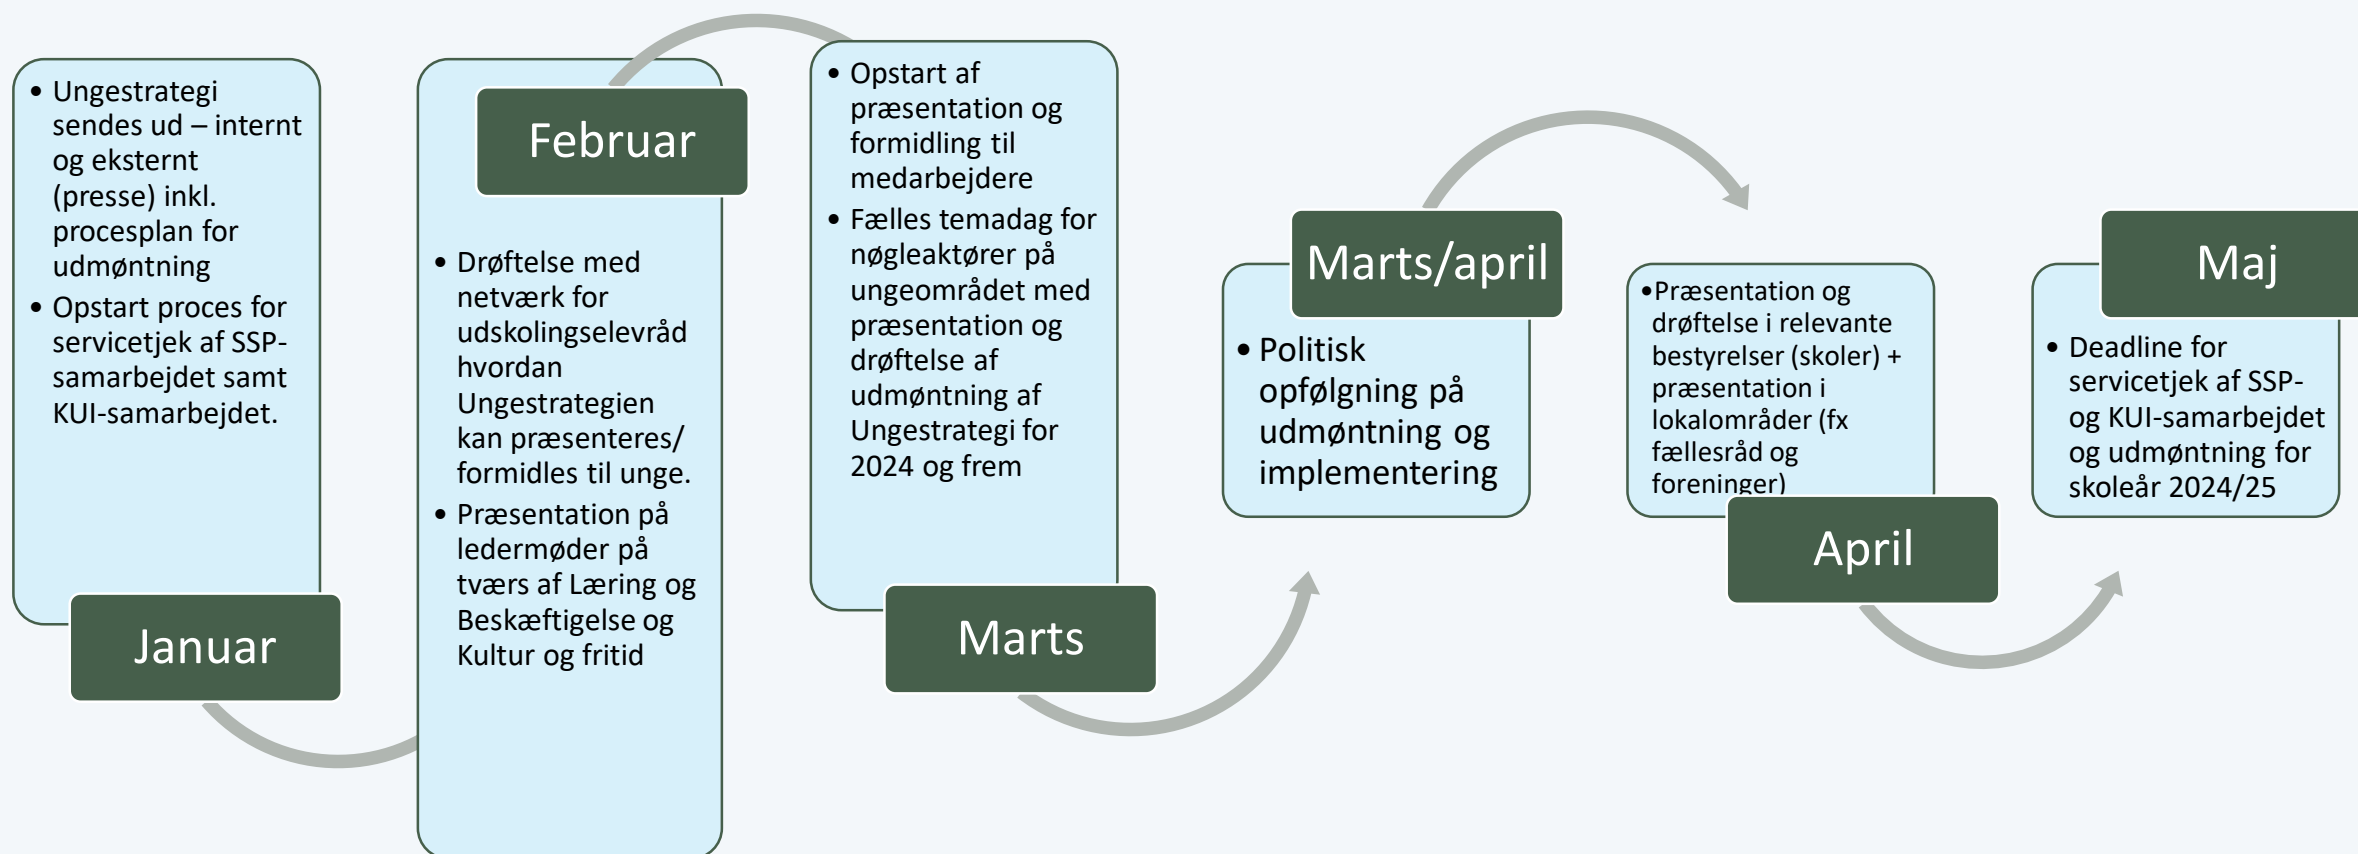 • Ungestrategi
sendes ud – internt
og eksternt
(presse) inkl.
procesplan for
udmøntning
• Opstart proces for
servicetjek af SSP-
samarbejdet samt
KUI-samarbejdet.
Januar
Februar
• Drøftelse med
netværk for
udskolingselevråd
hvordan
Ungestrategien
kan præsenteres/
formidles til unge.
• Præsentation på
ledermøder på
tværs af Læring og
Beskæftigelse og
Kultur og fritid
• Opstart af
præsentation og
formidling til
medarbejdere
• Fælles temadag for
nøgleaktører på
ungeområdet med
præsentation og
drøftelse af
udmøntning af
Ungestrategi for
2024 og frem
Marts
Marts/april
• Politisk
opfølgning på
udmøntning og
implementering
•Præsentation og
drøftelse i relevante
bestyrelser (skoler) +
præsentation i
lokalområder (fx
fællesråd og
foreninger)
April
Maj
• Deadline for
servicetjek af SSP-
og KUI-samarbejdet
og udmøntning for
skoleår 2024/25